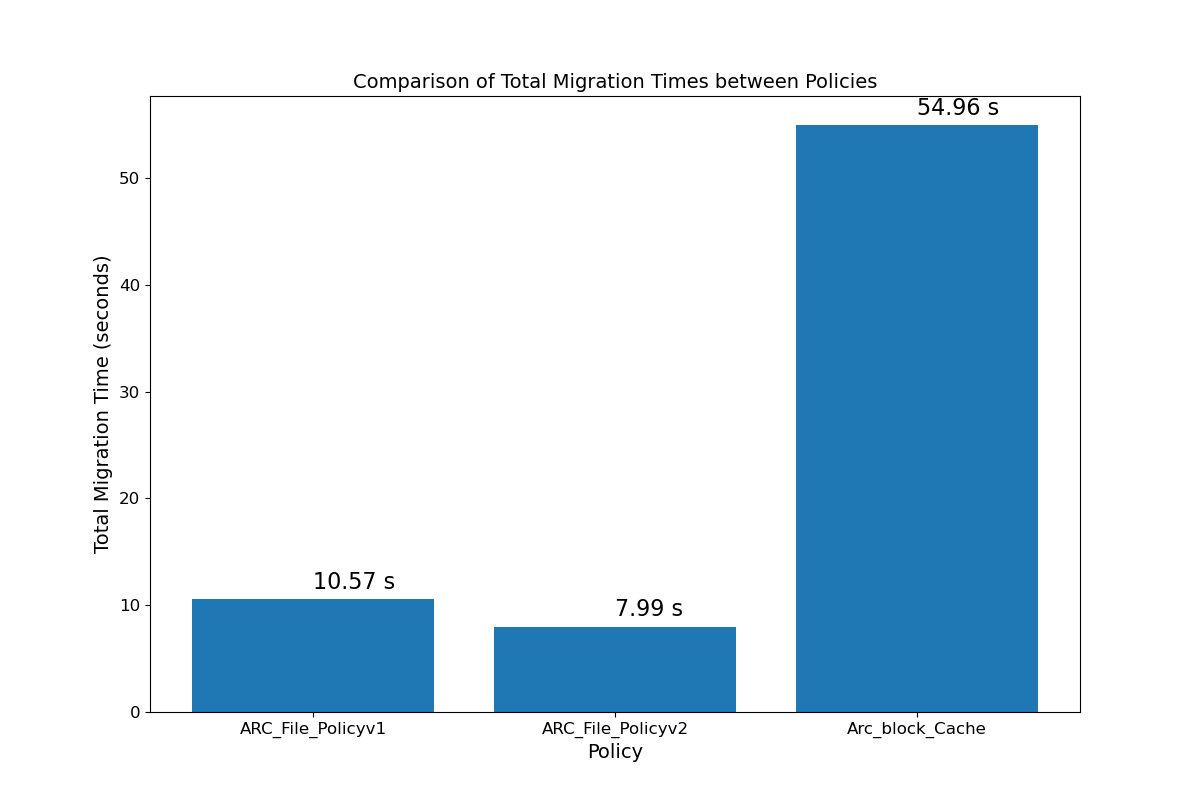 Comparison of Total Migration Times between Policies
54.96 s
50
40
30
20
10
0
Total Migration Time (seconds)
10.57 s
7.99 s
ARC_File_Policyv1
ARC_File_Policyv2
Arc_block_Cache
Policy